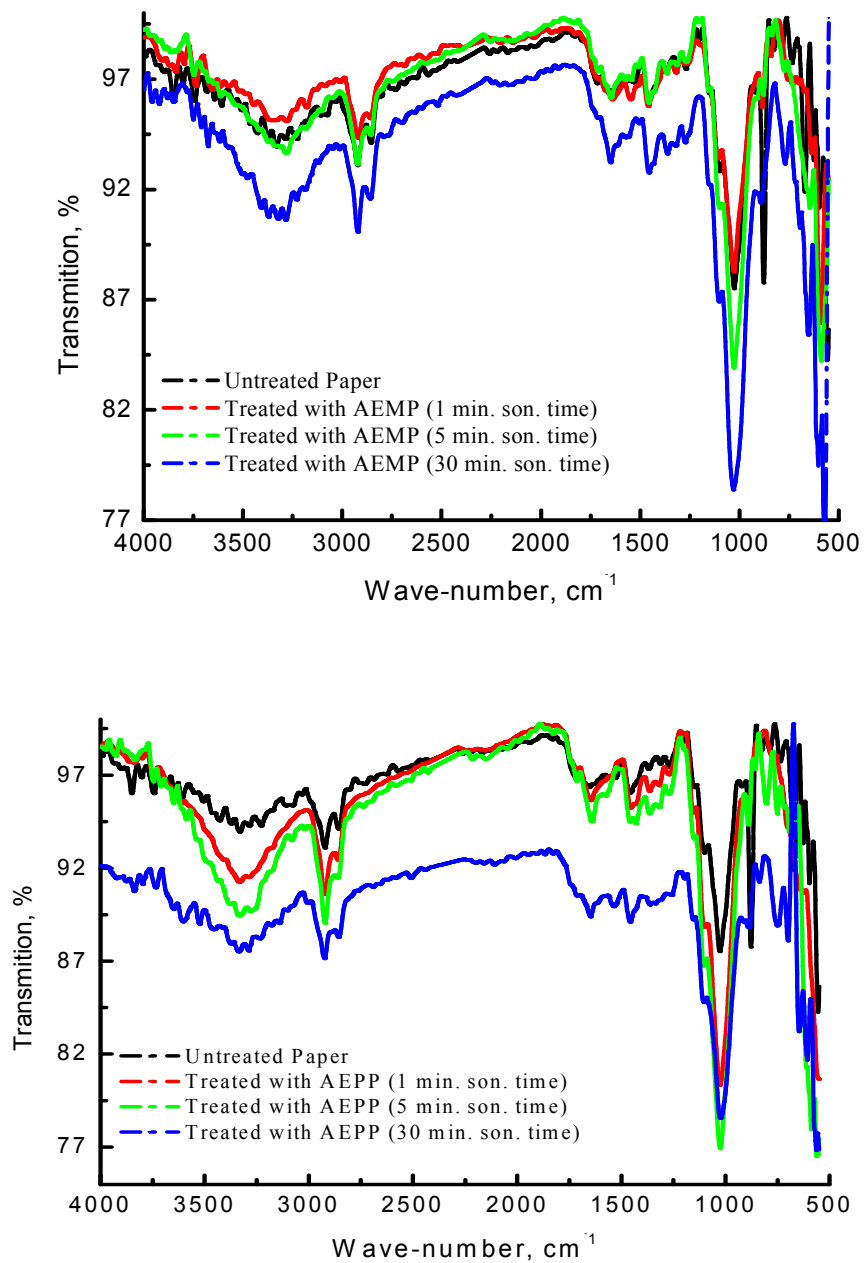 97
92
87
82
77
Transmition, %
Untreated Paper
Treated with AEMP (1 min. son. time)
Treated with AEMP (5 min. son. time)
Treated with AEMP (30 min. son. time)
4000 3500 3000 2500 2000 1500 1000 500
Wave-number, cm-1
97
92
87
82
77
Transmition, %
Untreated Paper
Treated with AEPP (1 min. son. time)
Treated with AEPP (5 min. son. time)
Treated with AEPP (30 min. son. time)
4000 3500 3000 2500 2000 1500 1000 500
Wave-number, cm-1